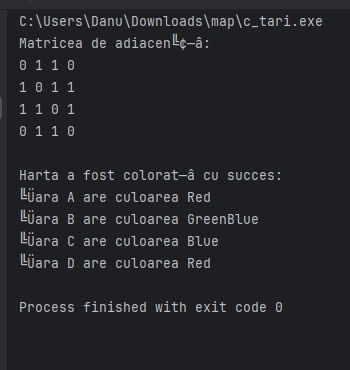 C:\Users\Danu\Downloads\map\c_tari.exe
Matricea de adiacen╚¢─â:
0 1 1 0
1 0 1 1
1 1 0 1
0 1 1 0

Harta a fost colorat─â cu succes:
╚Üara A are culoarea Red
╚Üara B are culoarea GreenBlue
╚Üara C are culoarea Blue
╚Üara D are culoarea Red

Process finished with exit code 0